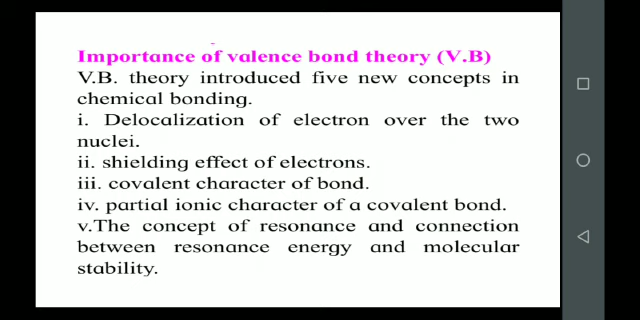 Importance of valence bond theory (V.B)
V.B. theory introduced five new concepts in
chemical bonding.
i. Delocalization of electron over the two
nuclei.
ii. shielding effect of electrons.
iii. covalent character of bond.
iv. partial ionic character of a covalent bond.
v.The concept of resonance and connection
between resonance energy and molecular
stability.